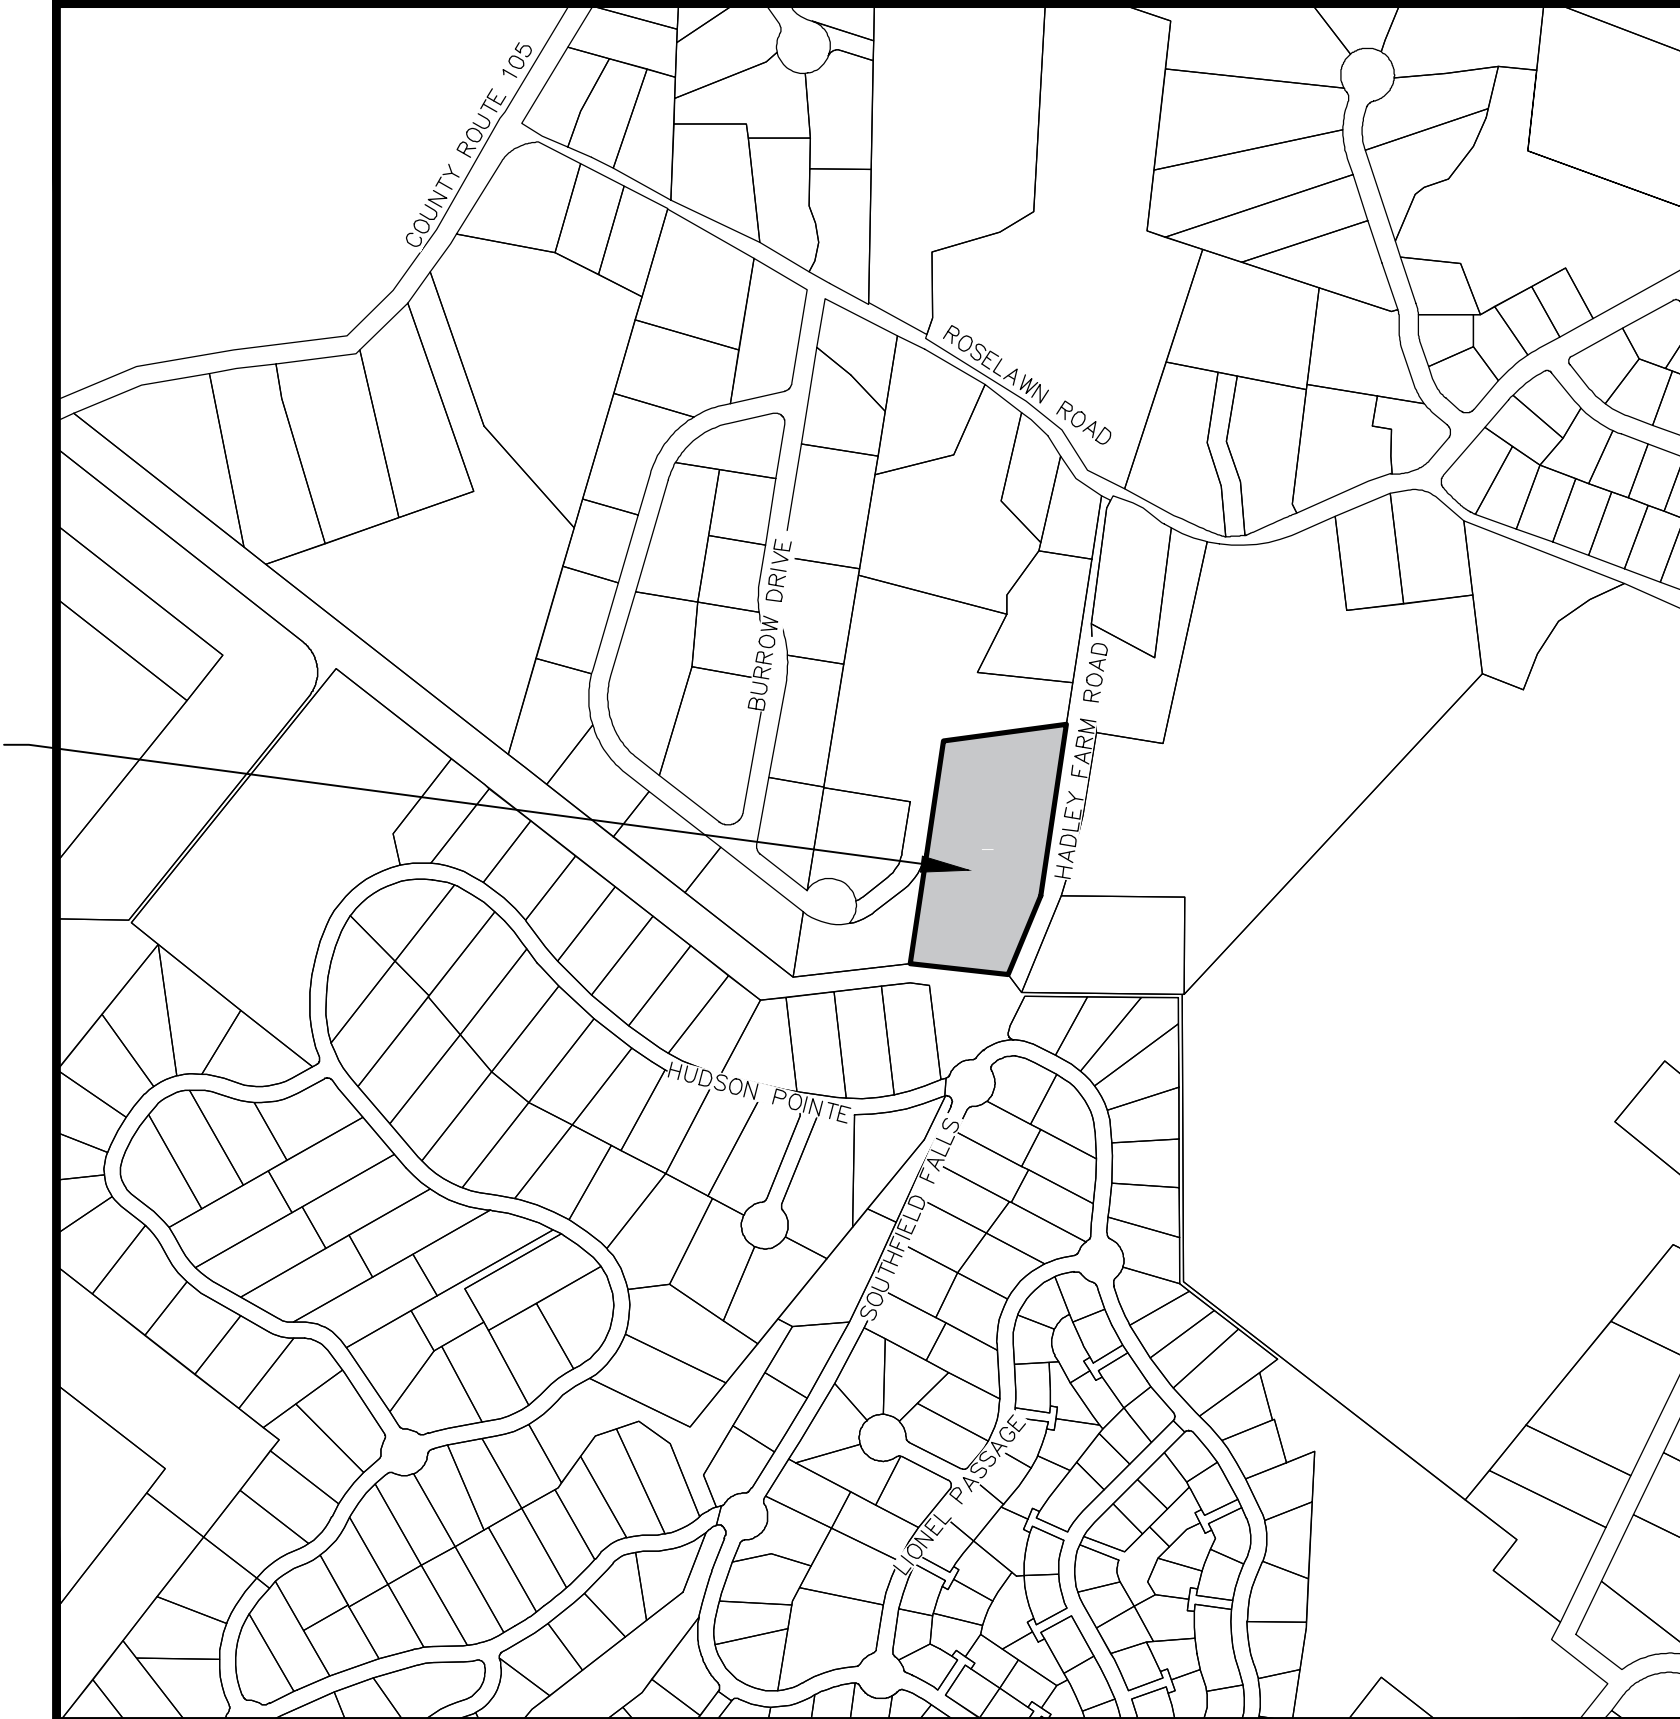 COUNTY ROUTE 105
ROSELAWN ROAD
BURROW DRIVE
HADLEY FARM ROAD
HUDSON POINTE
SOUTHFIELD FALLS
LIONEL PASSAGE